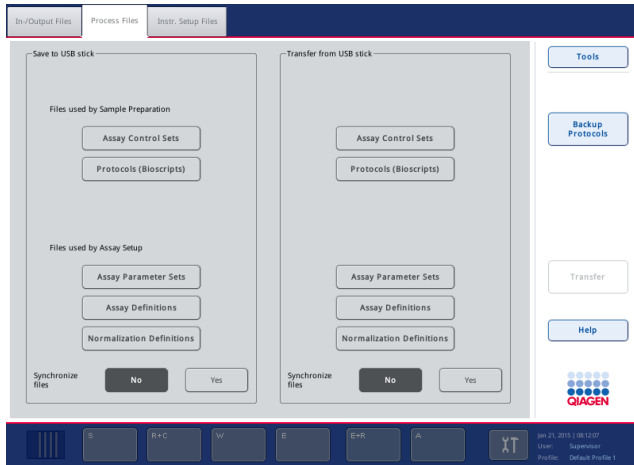 In-/Output Files
Process Files
Instr. Setup Files
Save to USB stick
Files used by Sample Preparation
Assay Control Sets
Protocols (Bioscripts)
Files used by Assay Setup
Assay Parameter Sets
Assay Definitions
Normalization Definitions
Synchronize
files
No
Yes
Transfer from USB stick
Assay Control Sets
Protocols (Bioscripts)
Assay Parameter Sets
Assay Definitions
Normalization Definitions
Synchronize
files
No
Yes
Tools
Backup
Protocols
Transfer
Help
QIAGEN
S
R+C
W
E
E+R
A
Jan 21, 2015 | 08:12:07
User: Supervisor
Profile: Default Profile 1